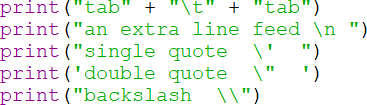 print("tab" + "\t" + "tab")
print("an extra line feed \n ")
print("single quote  \'  ")
print('double quote  \"  ')
print("backslash  \\")